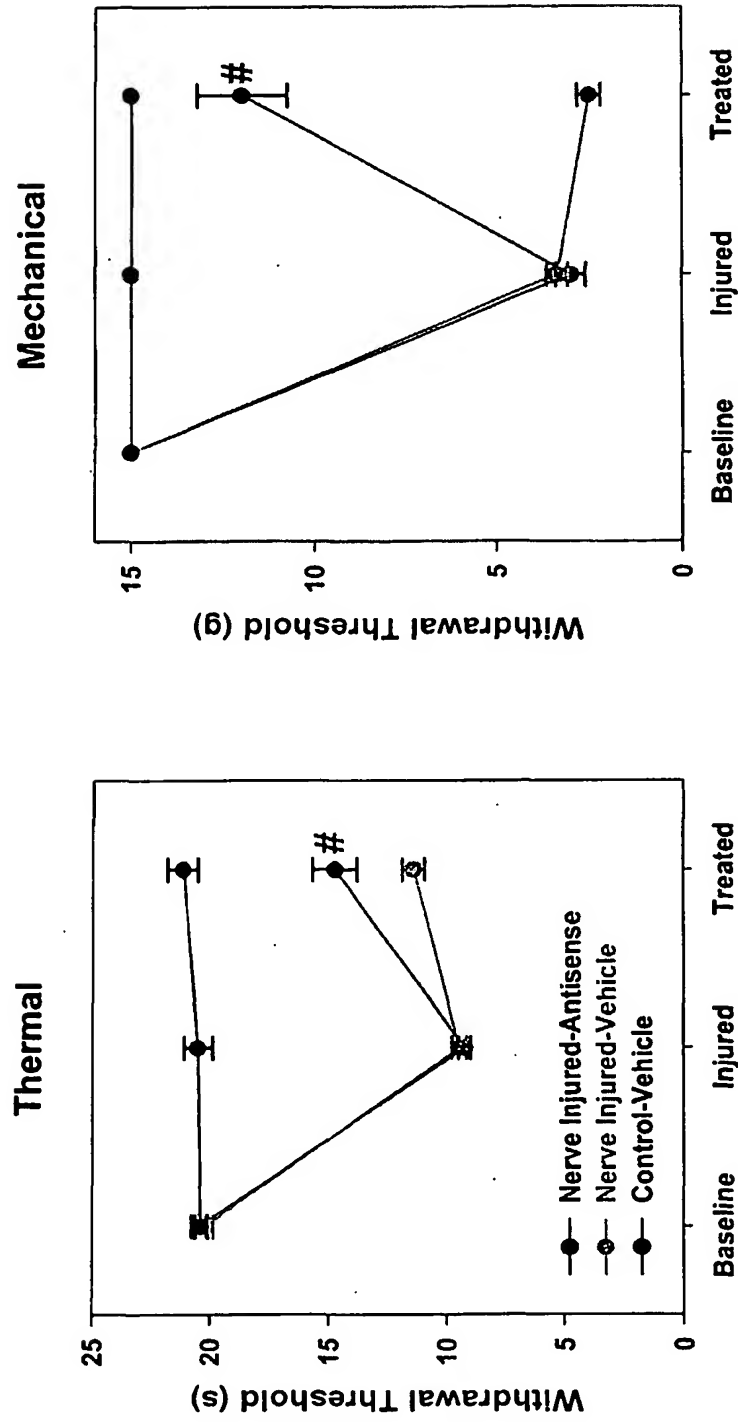 Thermal
Withdrawal Threshold (s)
25
20
15
10
5
0
#
Nerve Injured-Antisense
Nerve Injured-Vehicle
Control-Vehicle
Baseline
Injured
Treated
Mechanical
Withdrawal Threshold (g)
15
10
5
0
#
Baseline
Injured
Treated